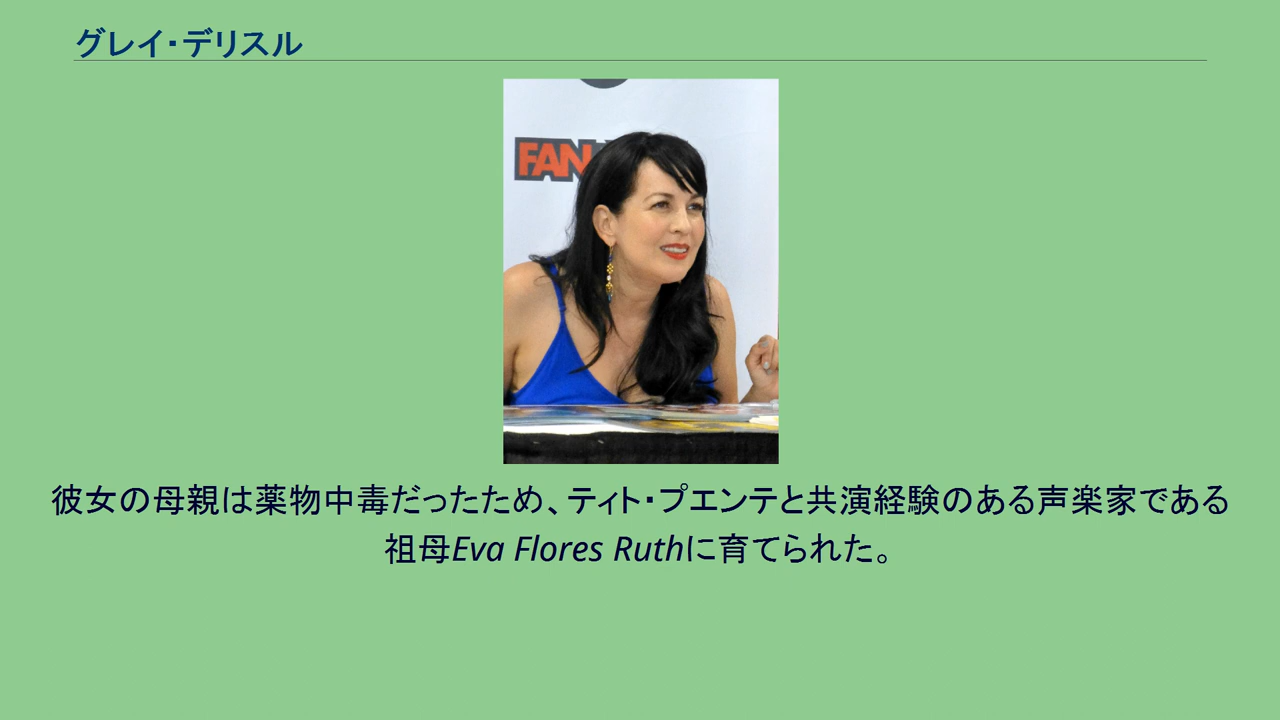 グレイ・デリスル
FAN
彼女の母親は薬物中毒だったため、ティト・プエンテと共演経験のある声楽家である
祖母Eva Flores Ruthに育てられた。